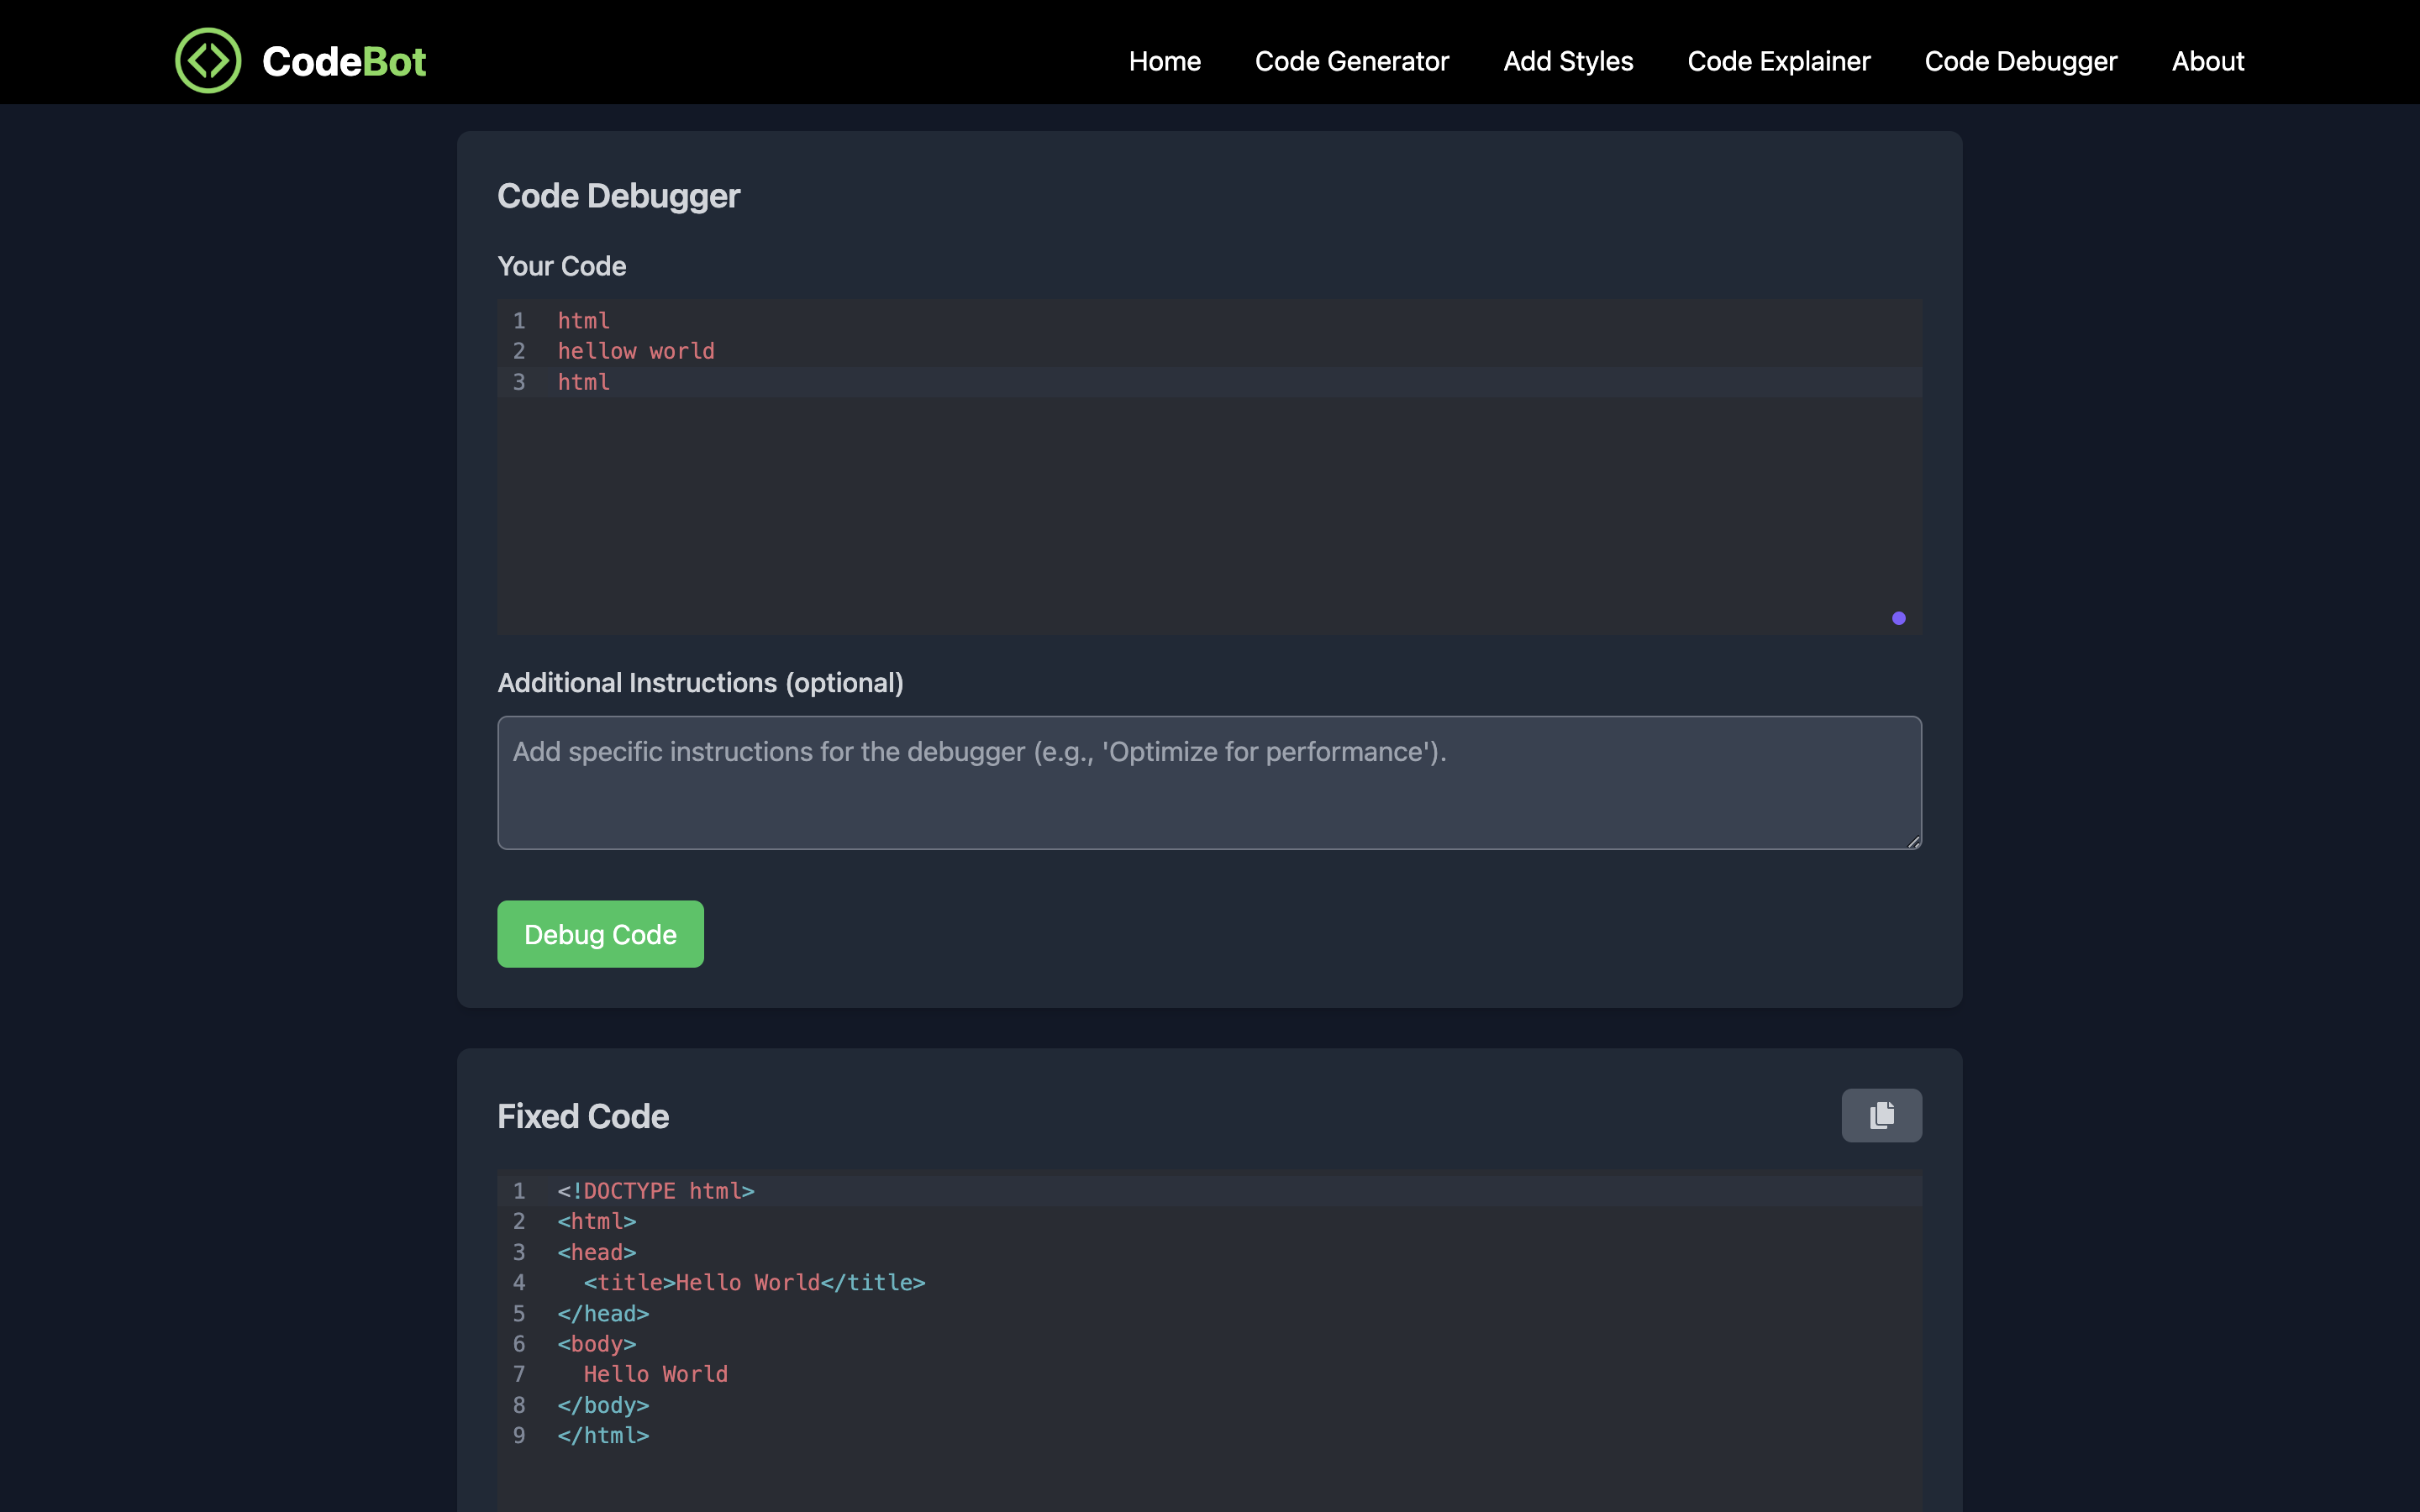 CodeBot
Home Code Generator Add Styles Code Explainer Code Debugger About
Code Debugger
Your Code
1 html
2 hellow world
3 html
Additional Instructions (optional)
Add specific instructions for the debugger (e.g., 'Optimize for performance').
Debug Code
Fixed Code
1 <!DOCTYPE html>
2 <html>
3 <head>
4   <title>Hello World</title>
5 </head>
6 <body>
7   Hello World
8 </body>
9 </html>